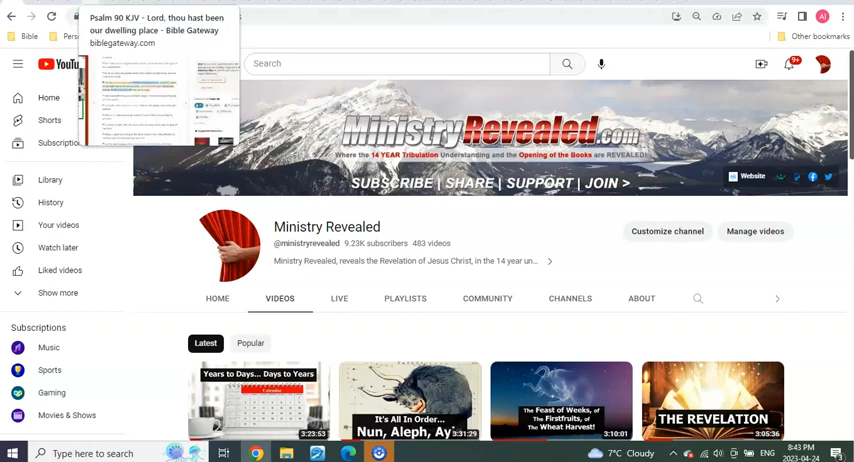 Psalm 90 KJV - Lord, thou hast been
our dwelling place - Bible Gateway
biblegateway.com
AI
Bible
Other bookmarks
Search
9+
Home
Shorts
MinistryRevealed.com
Where the 14 YEAR Tribulation Understanding and the Opening of the Books are REVEALED!
SUBSCRIBE | SHARE | SUPPORT | JOIN >
Website
Library
History
Your videos
Watch later
Liked videos
Show more
Ministry Revealed
@ministryrevealed 9.23K subscribers 483 videos
Ministry Revealed, reveals the Revelation of Jesus Christ, in the 14 year un...
Customize channel
Manage videos
HOME
VIDEOS
LIVE
PLAYLISTS
COMMUNITY
CHANNELS
ABOUT
Subscriptions
Music
Sports
Gaming
Movies & Shows
Latest
Popular
Years to Days... Days to Years
3:23:53
It's All In Order...
Nun, Aleph, Ayi
3:31:29
The Feast of Weeks, of
The Firstfruits, of
The Wheat Harvest!
3:10:01
THE REVELATION
3:05:36
Type here to search
7°C Cloudy
ENG
8:43 PM
2023-04-24